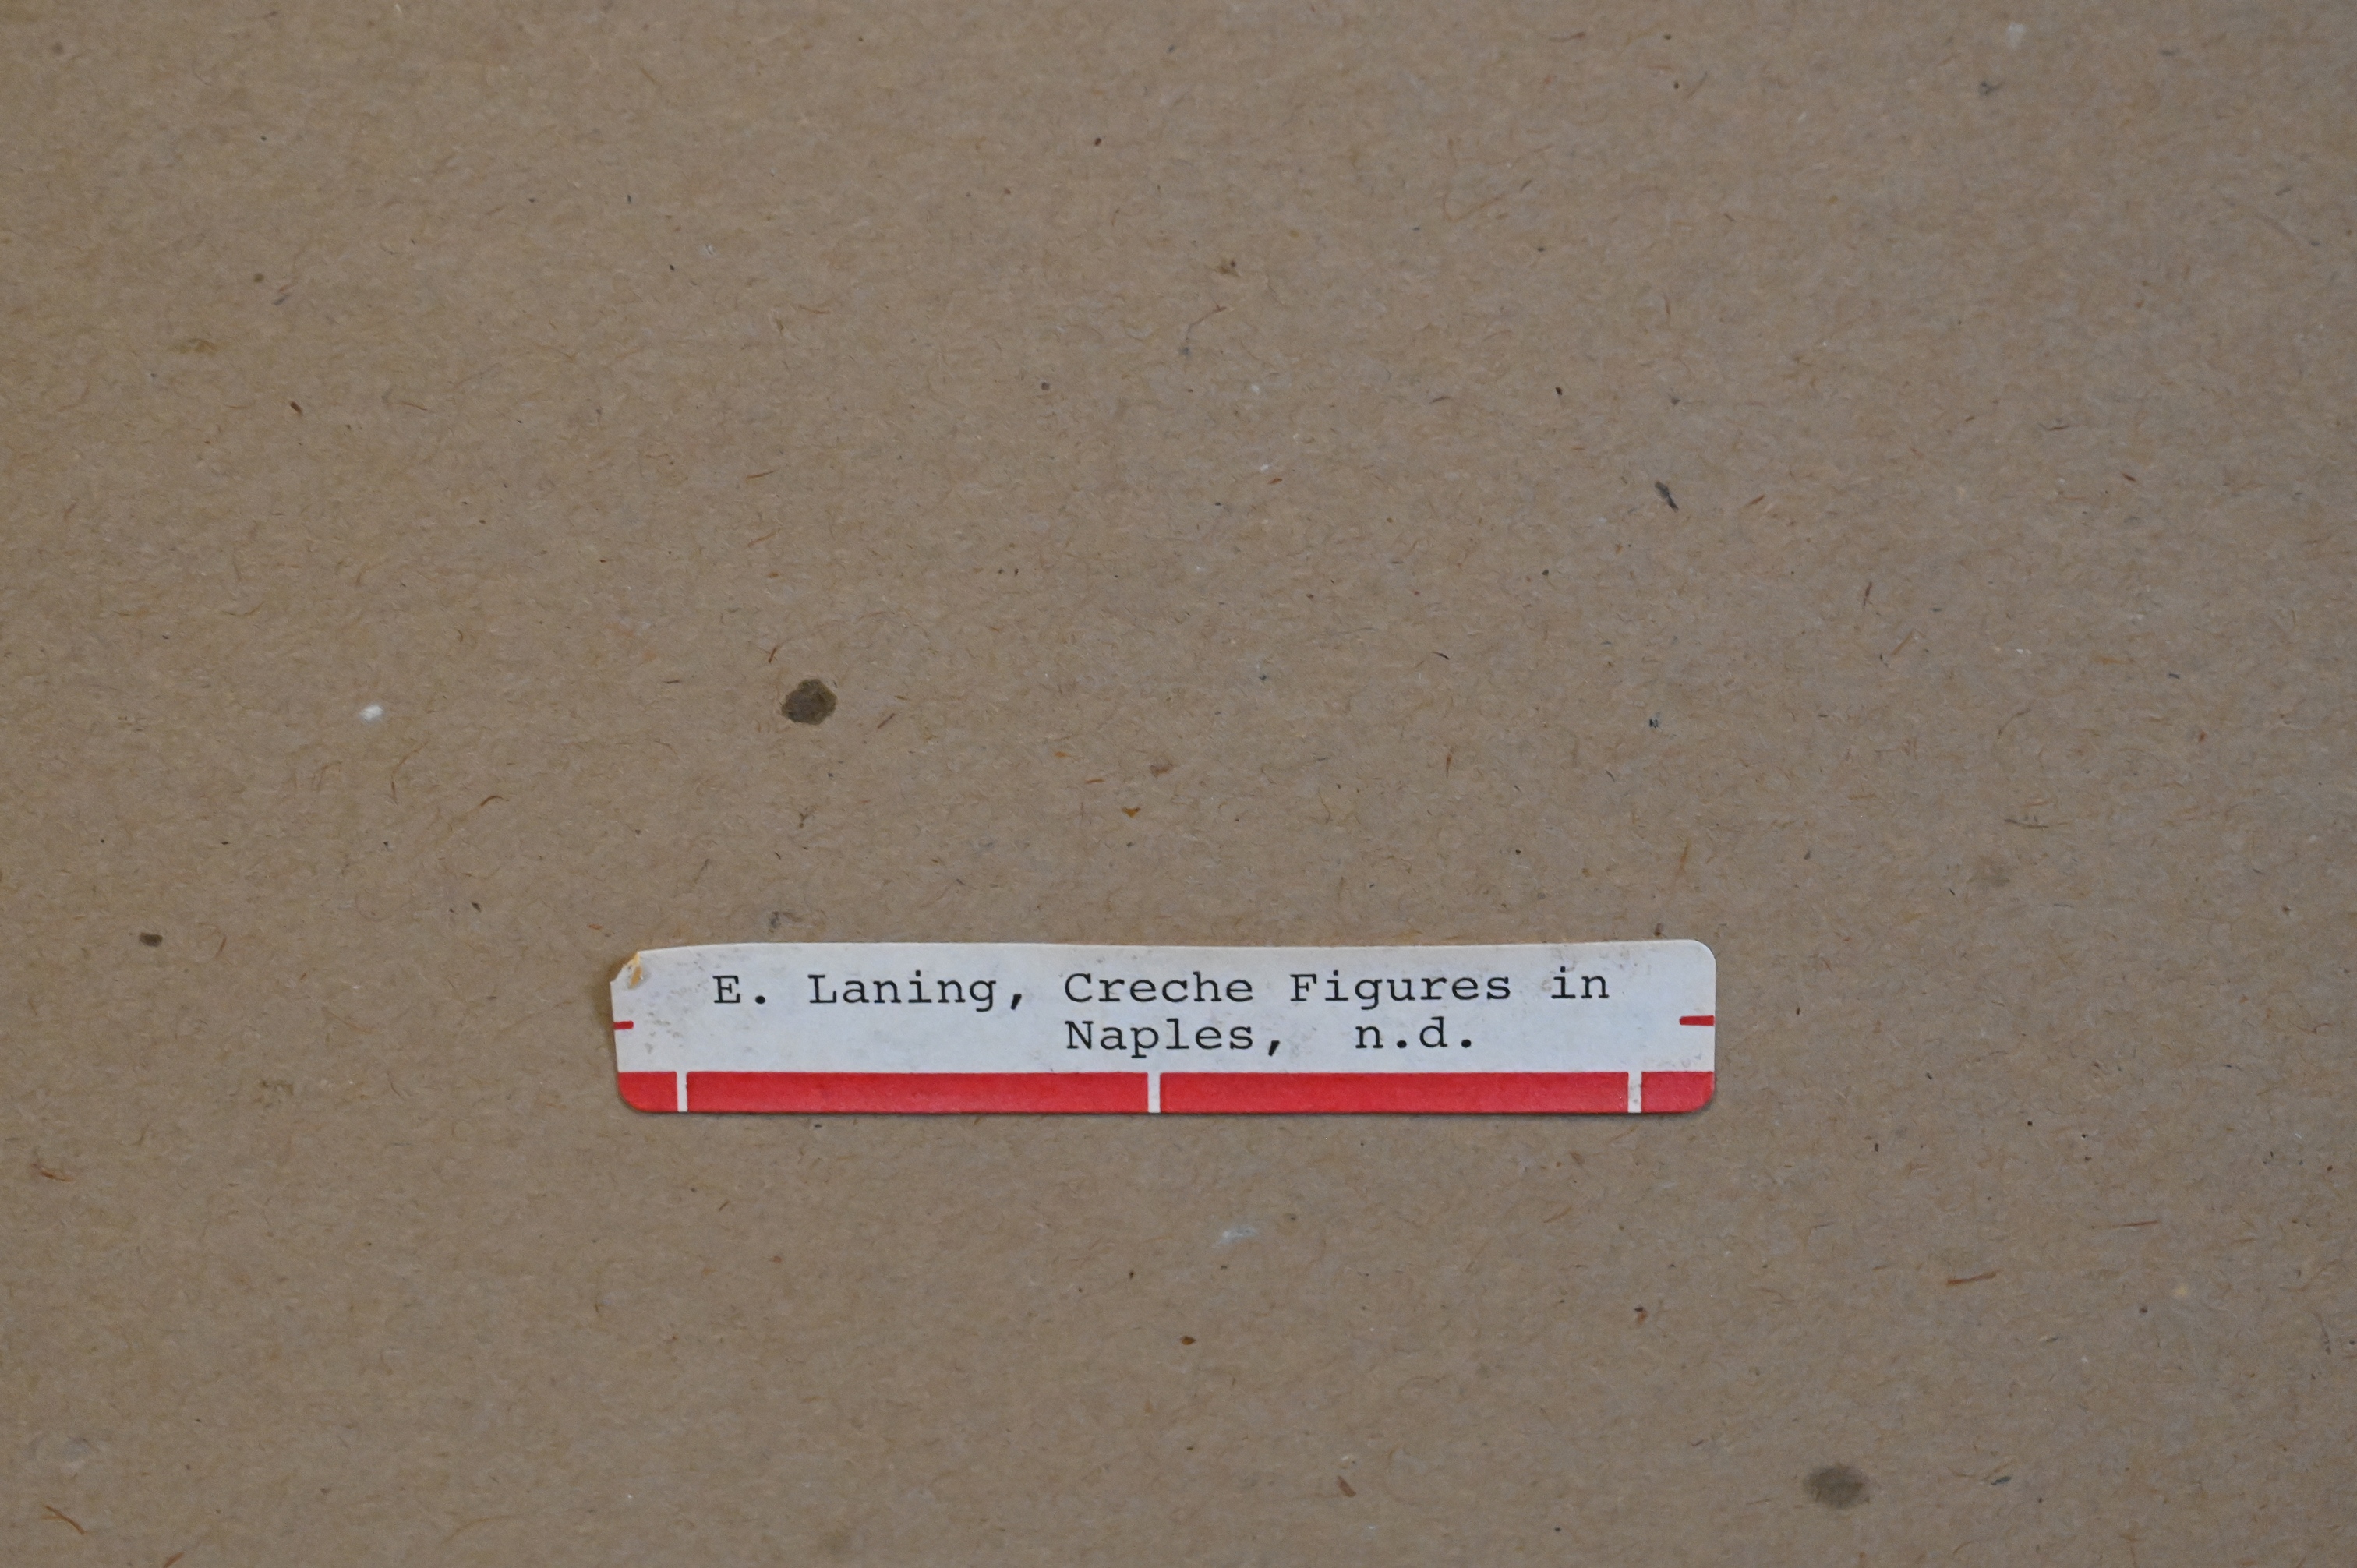 E. Laning, Creche Figures in
Naples, n.d.